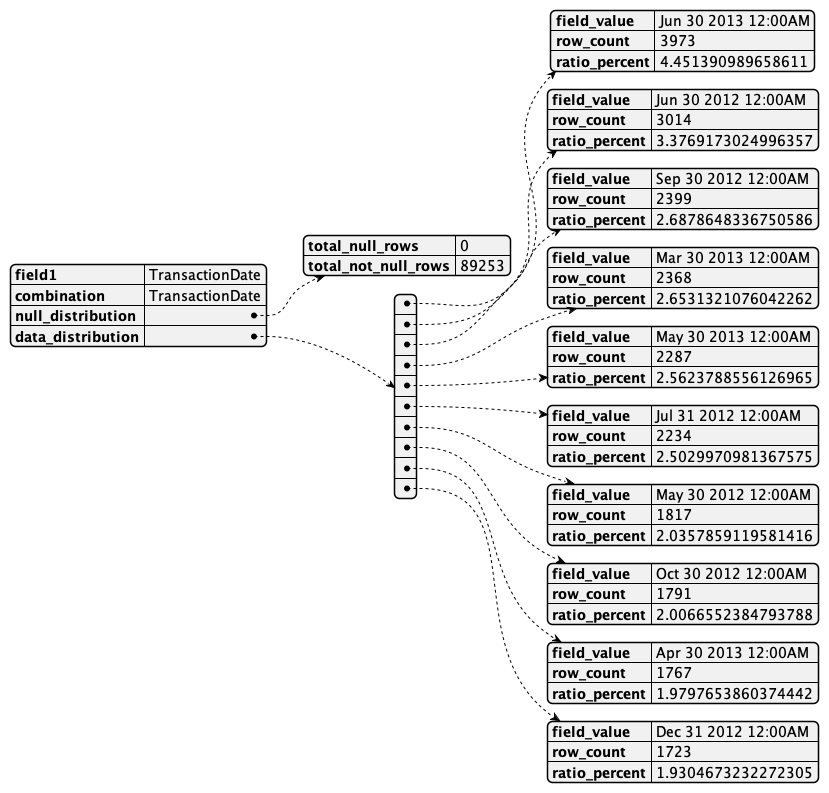 field1 TransactionDate
combination TransactionDate
null_distribution
data_distribution
total_null_rows 0
total_not_null_rows 89253
field_value Jun 30 2013 12:00AM
row_count 3973
ratio_percent 4.451390989658611
field_value Jun 30 2012 12:00AM
row_count 3014
ratio_percent 3.3769173024996357
field_value Sep 30 2012 12:00AM
row_count 2399
ratio_percent 2.6878648336750586
field_value Mar 30 2013 12:00AM
row_count 2368
ratio_percent 2.6531321076042262
field_value May 30 2013 12:00AM
row_count 2287
ratio_percent 2.5623788556126965
field_value Jul 31 2012 12:00AM
row_count 2234
ratio_percent 2.5029970981367575
field_value May 30 2012 12:00AM
row_count 1817
ratio_percent 2.0357859119581416
field_value Oct 30 2012 12:00AM
row_count 1791
ratio_percent 2.0066552384793788
field_value Apr 30 2013 12:00AM
row_count 1767
ratio_percent 1.9797653860374442
field_value Dec 31 2012 12:00AM
row_count 1723
ratio_percent 1.9304673232272305